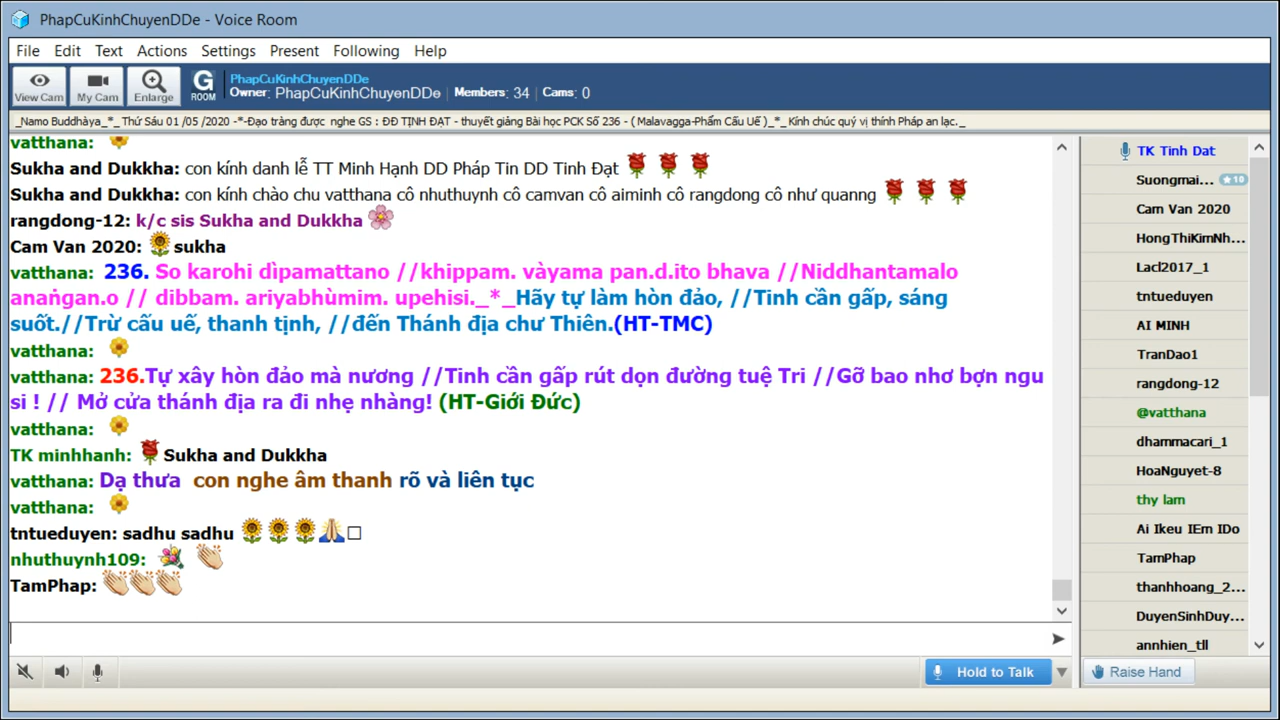 PhapCuKinhChuyenDDe - Voice Room
File Edit Text Actions Settings Present Following Help
View Cam My Cam Enlarge G ROOM
PhapCuKinhChuyenDDe
Owner: PhapCuKinhChuyenDDe Members: 34 Cams: 0
_Namo Buddhàya_*_ Thứ Sáu 01 /05 /2020 -*-Đạo tràng được nghe GS : ĐĐ TỊNH ĐẠT - thuyết giảng Bài học PCK Số 236 - ( Malavagga-Phẩm Cấu Uế )_*_ Kính chúc quý vị thính Pháp an lạc._
vatthana:
Sukha and Dukkha: con kính danh lễ TT Minh Hạnh DD Pháp Tin DD Tinh Đạt
Sukha and Dukkha: con kính chào chu vatthana cô nhuthuynh cô camvan cô aiminh cô rangdong cô như quanng
rangdong-12: k/c sis Sukha and Dukkha
Cam Van 2020: sukha
vatthana: 236. So karohi dìpamattano //khippam. vàyama pan.d.ito bhava //Niddhantamalo
anaṅgan.o // dibbam. ariyabhùmim. upehisi._*_Hãy tự làm hòn đảo, //Tinh cần gấp, sáng
suốt.//Trừ cấu uế, thanh tịnh, //đến Thánh địa chư Thiên.(HT-TMC)
vatthana:
vatthana: 236.Tự xây hòn đảo mà nương //Tinh cần gấp rút dọn đường tuệ Tri //Gỡ bao nhơ bợn ngu
si ! // Mở cửa thánh địa ra đi nhẹ nhàng! (HT-Giới Đức)
vatthana:
TK minhhanh: Sukha and Dukkha
vatthana: Dạ thưa con nghe âm thanh rõ và liên tục
vatthana:
tntueduyen: sadhu sadhu
nhuthuynh109:
TamPhap:
Hold to Talk
TK Tinh Dat
Suongmai... 10
Cam Van 2020
HongThiKimNh...
Lacl2017_1
tntueduyen
AI MINH
TranDao1
rangdong-12
@vatthana
dhammacari_1
HoaNguyet-8
thy lam
Ai Ikeu IEm IDo
TamPhap
thanhhoang_2...
DuyenSinhDuy...
annhien_tll
Raise Hand